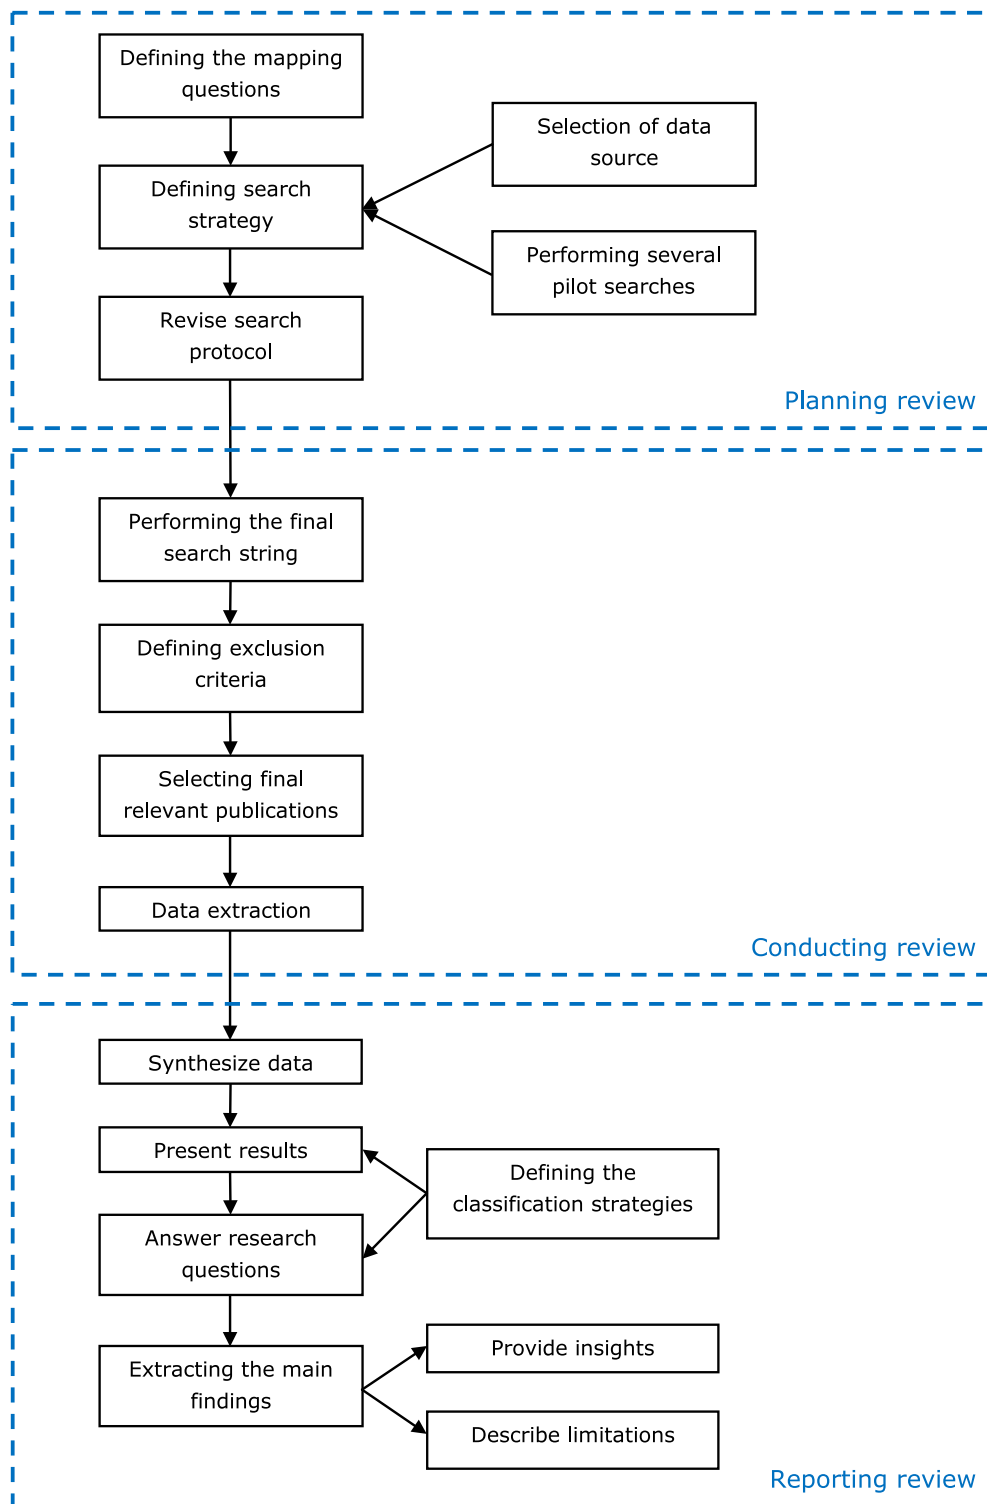 Defining the mapping
questions
Selection of data
source
Defining search
strategy
Performing several
pilot searches
Revise search
protocol
Planning review
Performing the final
search string
Defining exclusion
criteria
Selecting final
relevant publications
Data extraction
Conducting review
Synthesize data
Present results
Defining the
classification strategies
Answer research
questions
Provide insights
Extracting the main
findings
Describe limitations
Reporting review